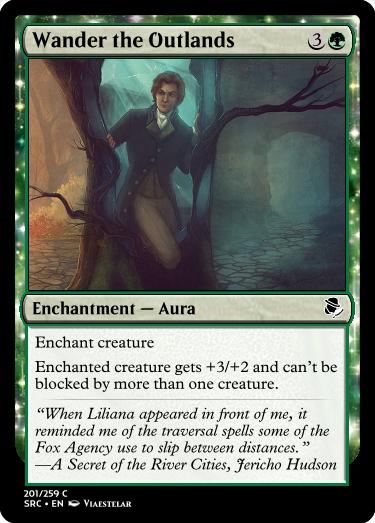 Wander the Outlands 3
Enchantment — Aura
Enchant creature
Enchanted creature gets +3/+2 and can't be
blocked by more than one creature.
“When Liliana appeared in front of me, it
reminded me of the traversal spells some of the
Fox Agency use to slip between distances.”
—A Secret of the River Cities, Jericho Hudson
201/259 C
SRC • EN Viaestelar